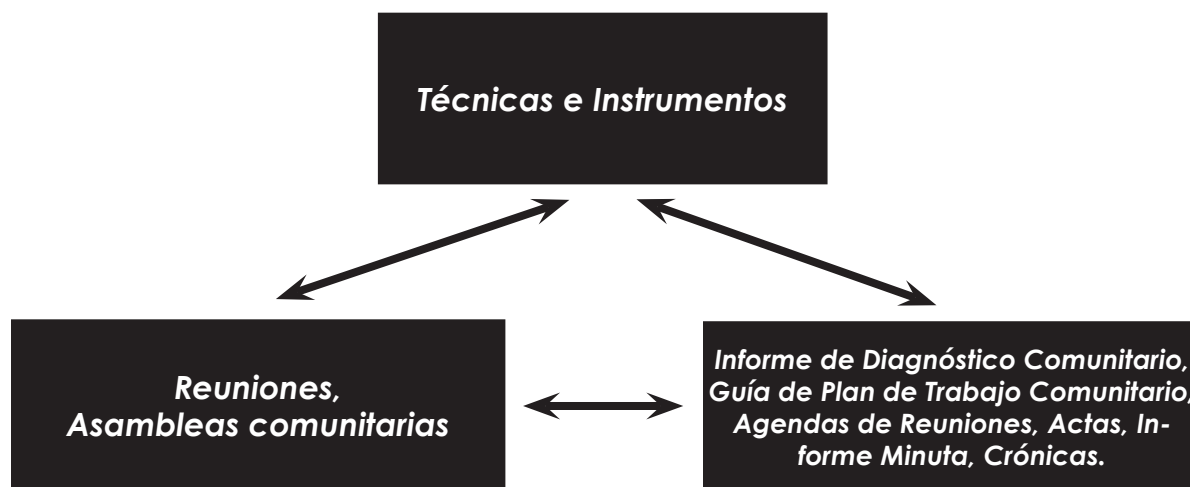 Técnicas e Instrumentos
Reuniones,
Asambleas comunitarias
Informe de Diagnóstico Comunitario,
Guía de Plan de Trabajo Comunitario,
Agendas de Reuniones, Actas, In-
forme Minuta, Crónicas.